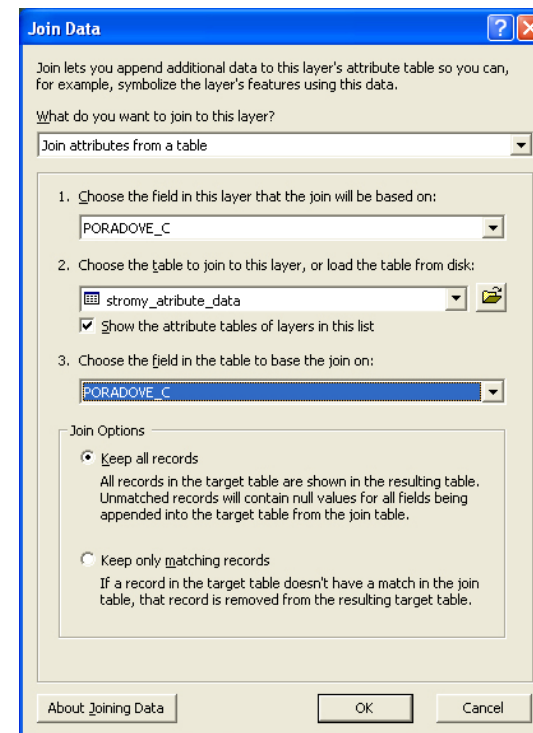 Join Data
Join lets you append additional data to this layer's attribute table so you can,
for example, symbolize the layer's features using this data.
What do you want to join to this layer?
Join attributes from a table
1. Choose the field in this layer that the join will be based on:
PORADOVE_C
2. Choose the table to join to this layer, or load the table from disk:
stromy_atribute_data
Show the attribute tables of layers in this list
3. Choose the field in the table to base the join on:
PORADOVE_C
Join Options
Keep all records
All records in the target table are shown in the resulting table.
Unmatched records will contain null values for all fields being
appended into the target table from the join table.
Keep only matching records
If a record in the target table doesn't have a match in the join
table, that record is removed from the resulting target table.
About Joining Data OK Cancel